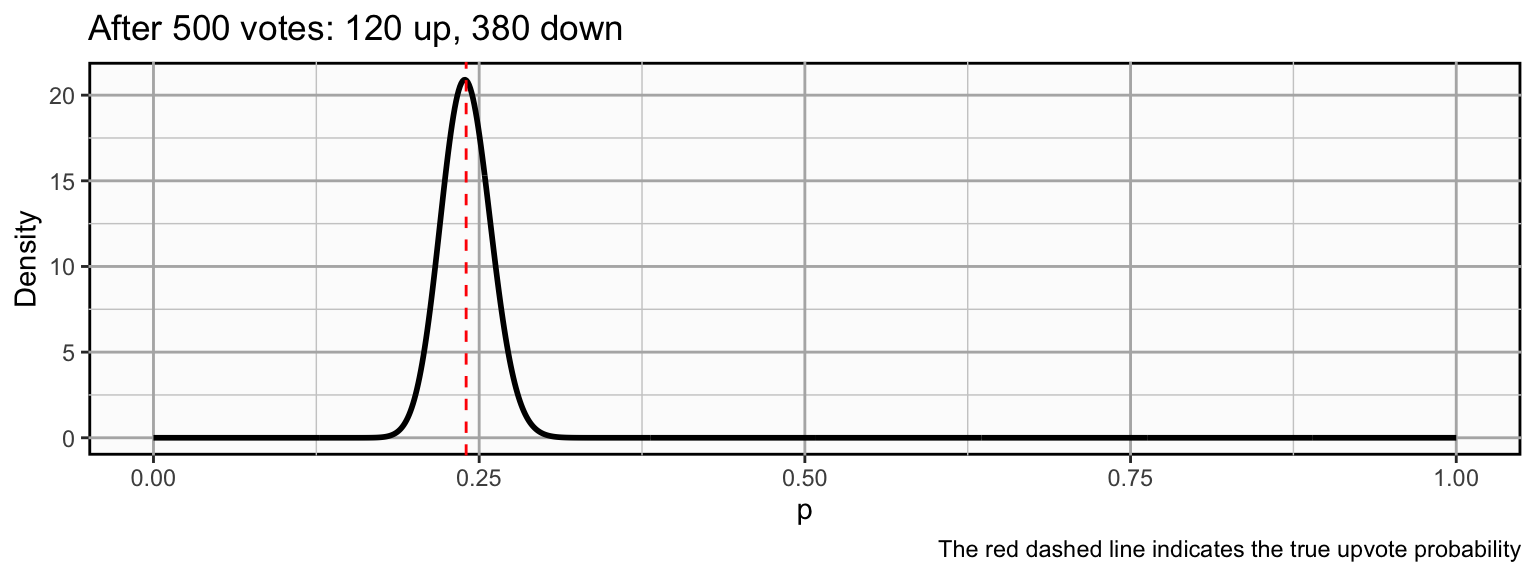 After 500 votes: 120 up, 380 down
20
15
10
5
0
Density
0.00 0.25 0.50 0.75 1.00
p
The red dashed line indicates the true upvote probability